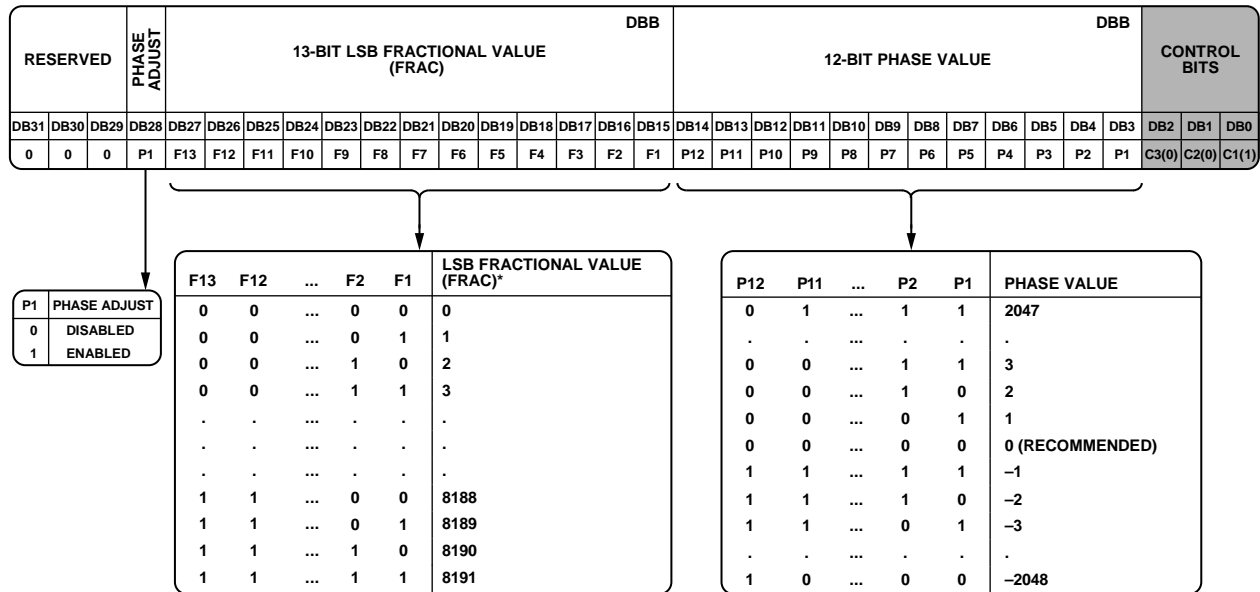 RESERVED
PHASE
ADJUST
13-BIT LSB FRACTIONAL VALUE
(FRAC)
DBB
12-BIT PHASE VALUE
DBB
CONTROL
BITS
DB31 DB30 DB29 DB28 DB27 DB26 DB25 DB24 DB23 DB22 DB21 DB20 DB19 DB18 DB17 DB16 DB15 DB14 DB13 DB12 DB11 DB10 DB9 DB8 DB7 DB6 DB5 DB4 DB3 DB2 DB1 DB0
0 0 0 P1 F13 F12 F11 F10 F9 F8 F7 F6 F5 F4 F3 F2 F1 P12 P11 P10 P9 P8 P7 P6 P5 P4 P3 P2 P1 C3(0) C2(0) C1(1)
P1 PHASE ADJUST
0 DISABLED
1 ENABLED
F13 F12 ... F2 F1 LSB FRACTIONAL VALUE
(FRAC)*
0 0 ... 0 0 0
0 0 ... 0 1 1
0 0 ... 1 0 2
0 0 ... 1 1 3
. . ... . . .
. . ... . . .
. . ... . . .
1 1 ... 0 0 8188
1 1 ... 0 1 8189
1 1 ... 1 0 8190
1 1 ... 1 1 8191
P12 P11 ... P2 P1 PHASE VALUE
0 1 ... 1 1 2047
. . ... . . .
0 0 ... 1 1 3
0 0 ... 1 0 2
0 0 ... 0 1 1
0 0 ... 0 0 0 (RECOMMENDED)
1 1 ... 1 1 –1
1 1 ... 1 0 –2
1 1 ... 0 1 –3
. . ... . . .
1 0 ... 0 0 –2048